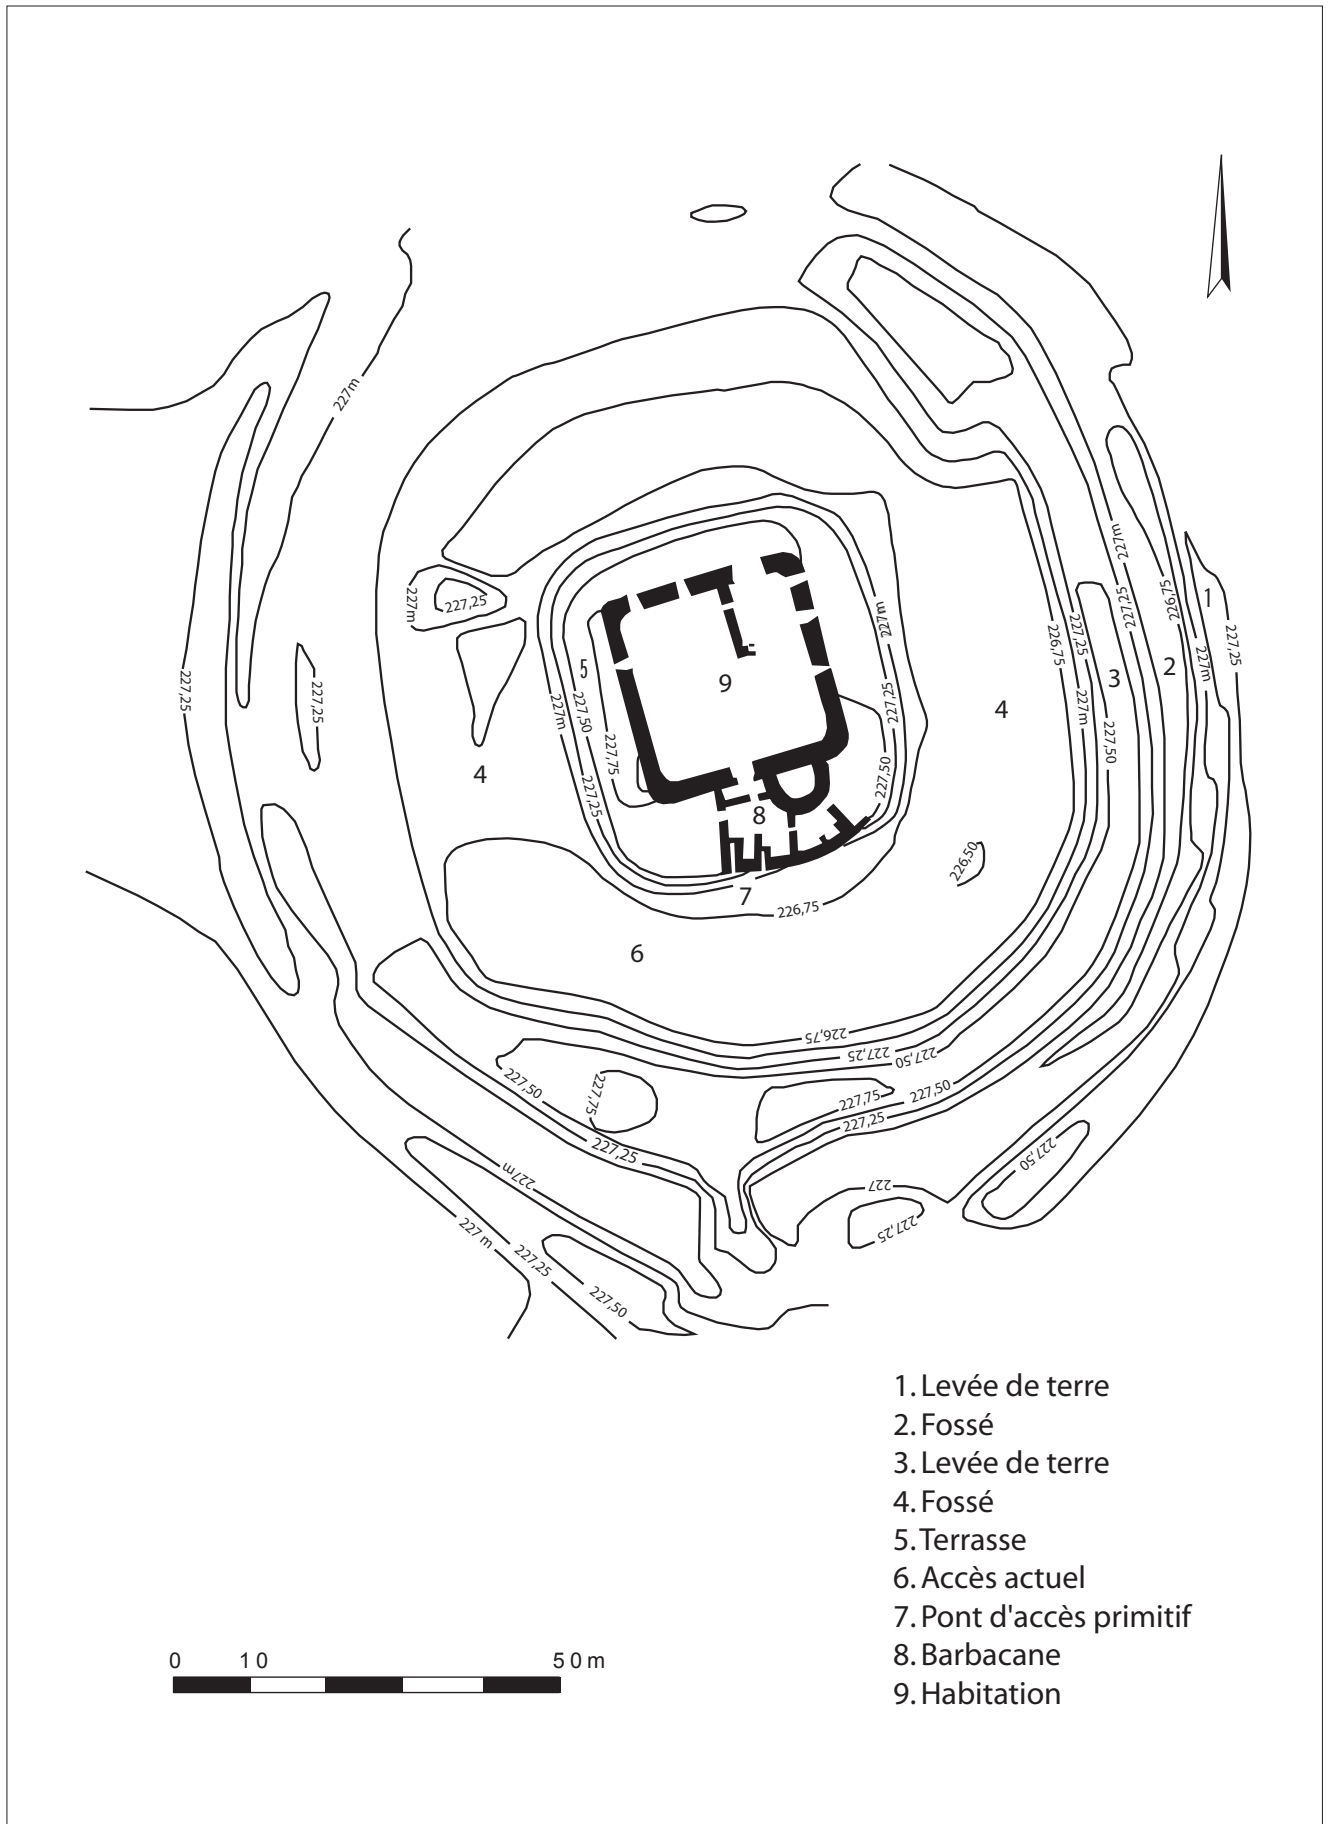 227m
227m
227,25
227m
226,75
1
227,25
227,25
227m
226,75
227,25
2
227m
227,25
227,25
5
9
3
4
227m
227,50
227m
227,25
227m
227,50
227,75
4
227,25
227,50
8
226,50
7
226,75
6
226,75
227,25
227,50
227,50
227,75
227,75
227,50
227,25
227,25
227m
227,50
227
227m
227,25
227,25
227,50
1. Levée de terre
2. Fossé
3. Levée de terre
4. Fossé
5. Terrasse
6. Accès actuel
7. Pont d'accès primitif
8. Barbacane
9. Habitation
0 10 50m